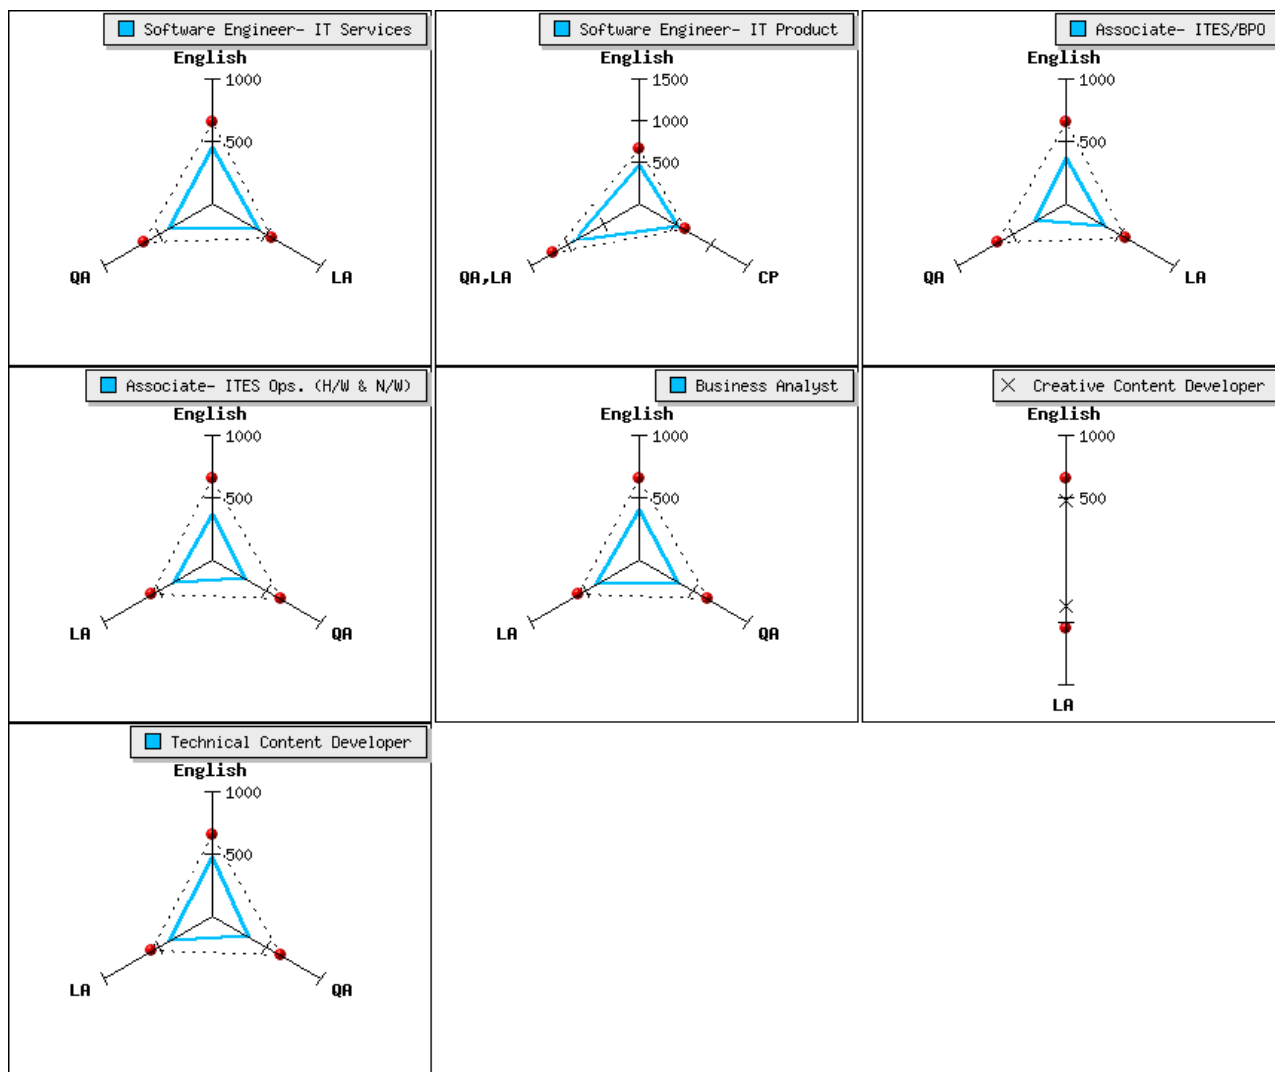 Software Engineer- IT Services
English
1000
500
QA
LA
Software Engineer- IT Product
English
1500
1000
500
QA,LA
CP
Associate- ITES/BPO
English
1000
500
QA
LA
Associate- ITES Ops. (H/W & N/W)
English
1000
500
LA
QA
Business Analyst
English
1000
500
LA
QA
Creative Content Developer
English
1000
500
LA
Technical Content Developer
English
1000
500
LA
QA